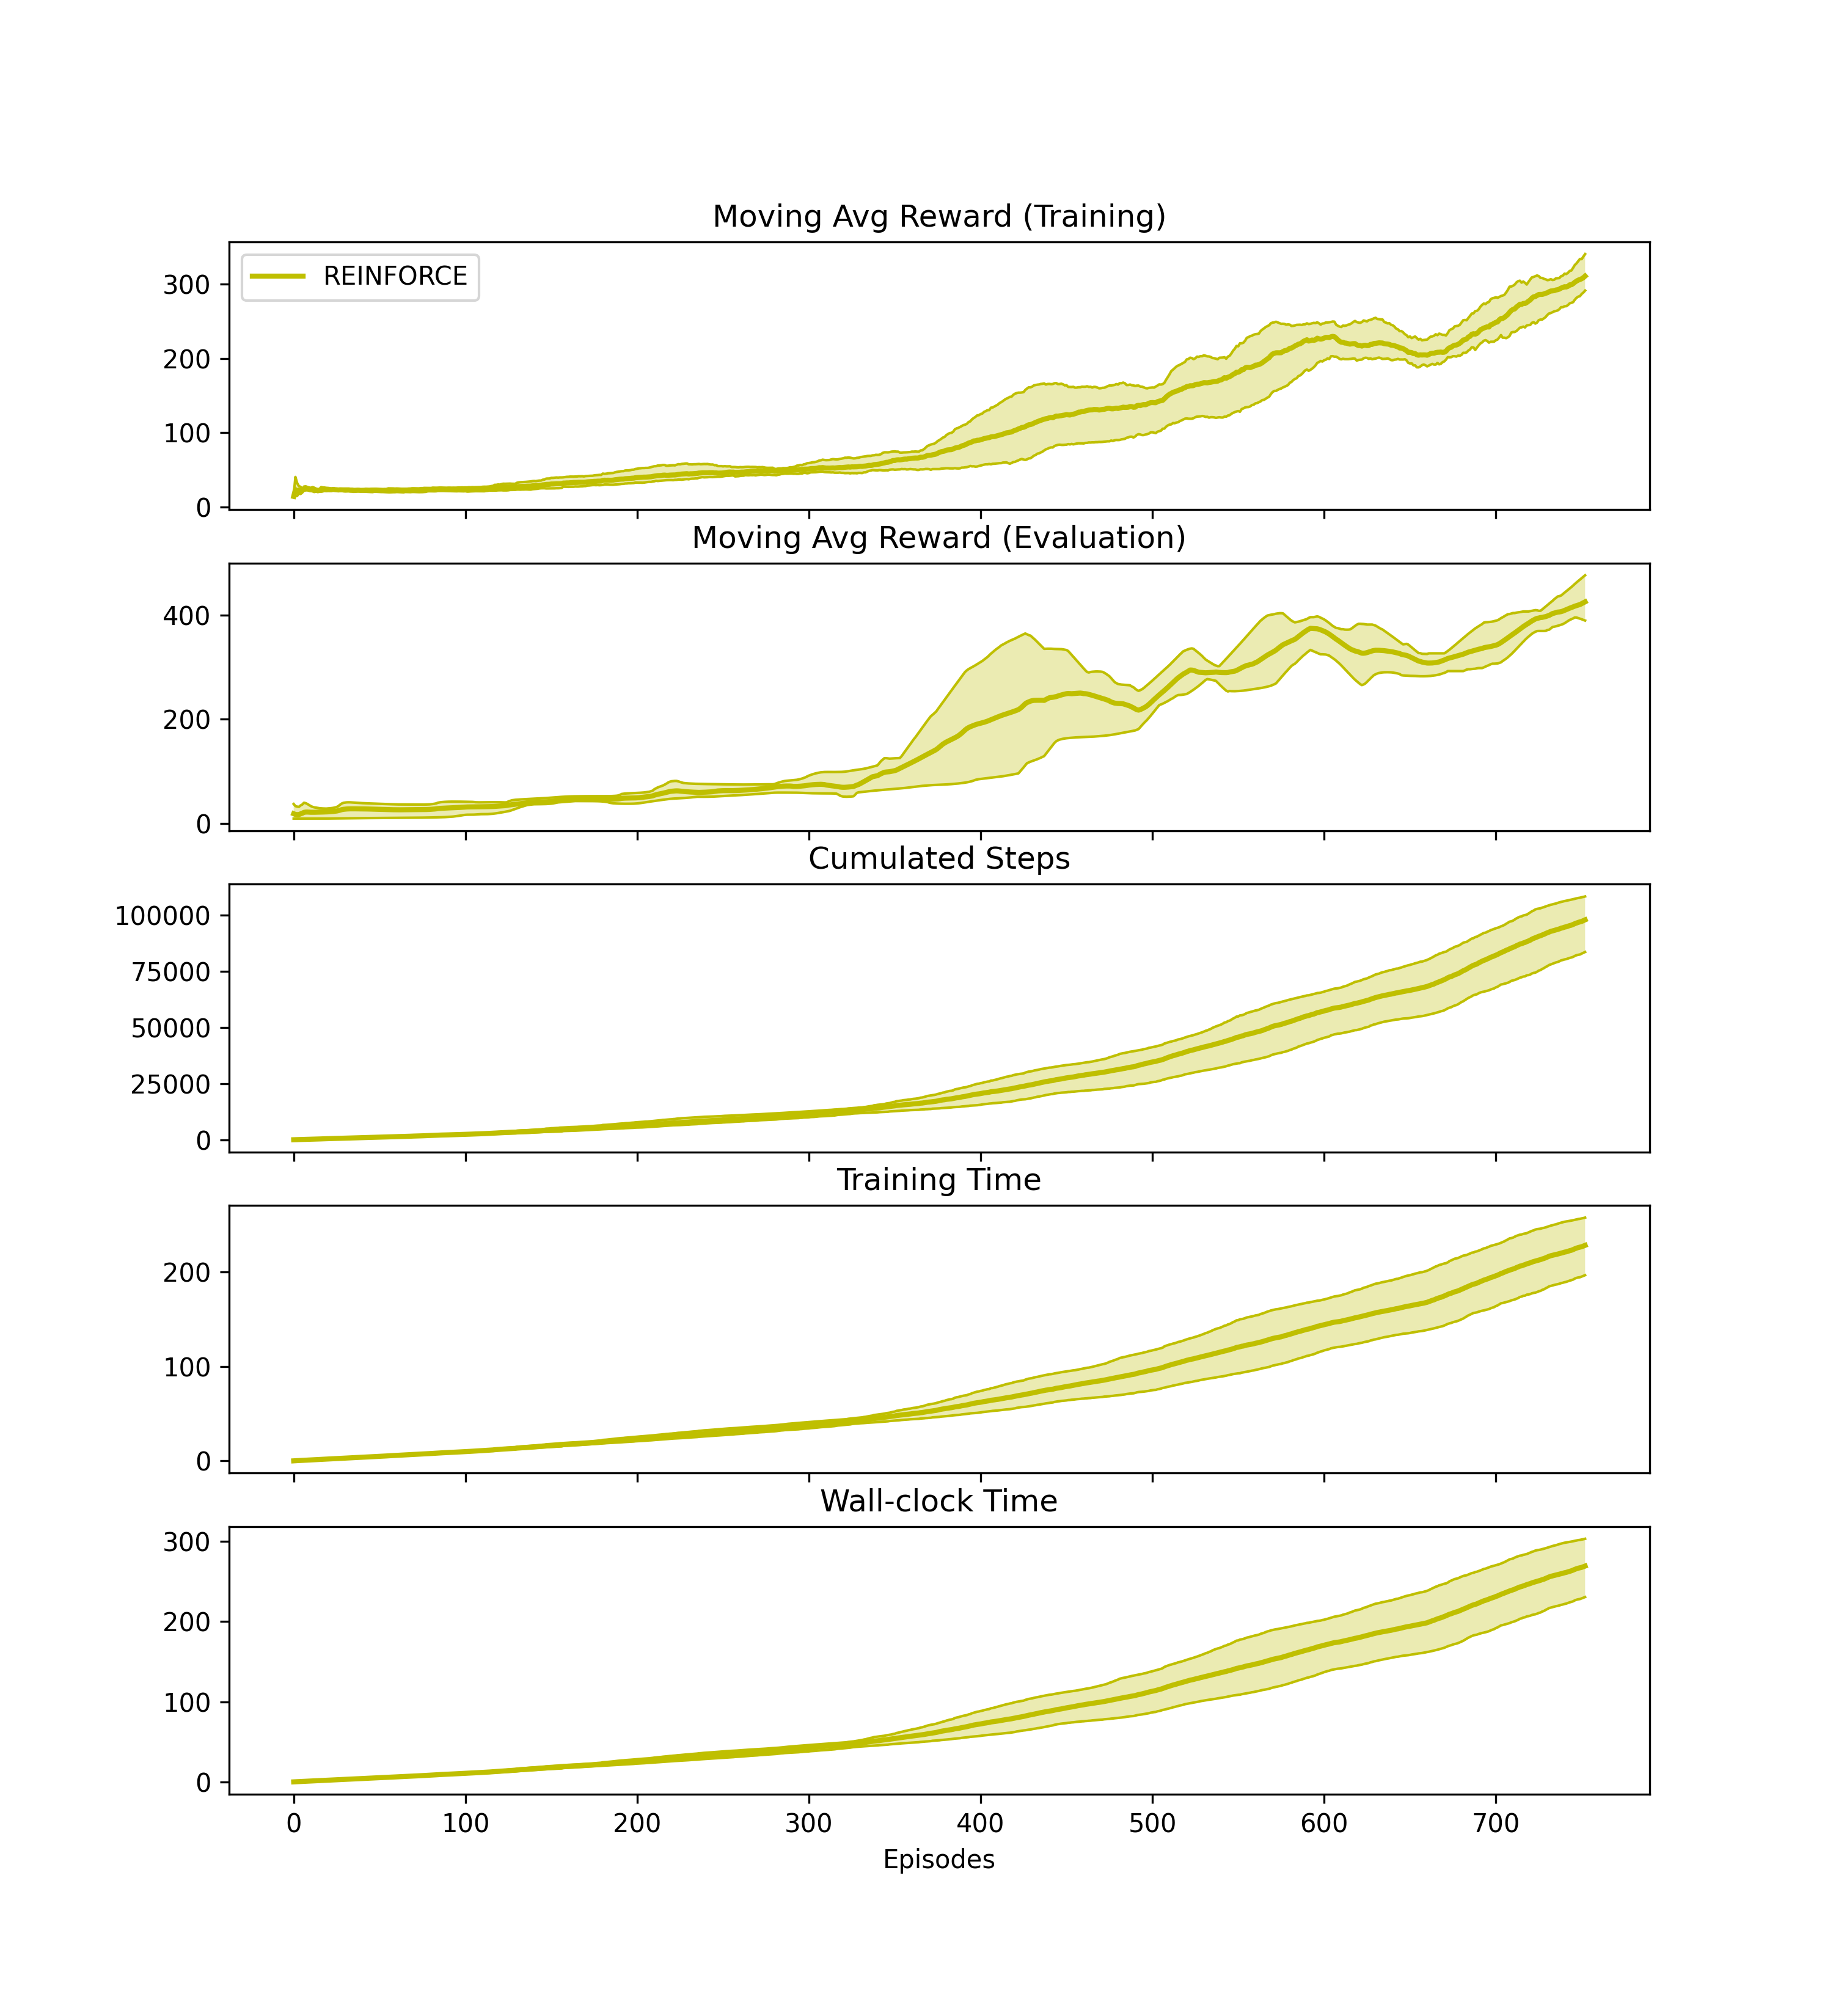 Moving Avg Reward (Training)
REINFORCE
300
200
100
0
Moving Avg Reward (Evaluation)
400
200
0
Cumulated Steps
100000
75000
50000
25000
0
Training Time
200
100
0
Wall-clock Time
300
200
100
0
0 100 200 300 400 500 600 700
Episodes